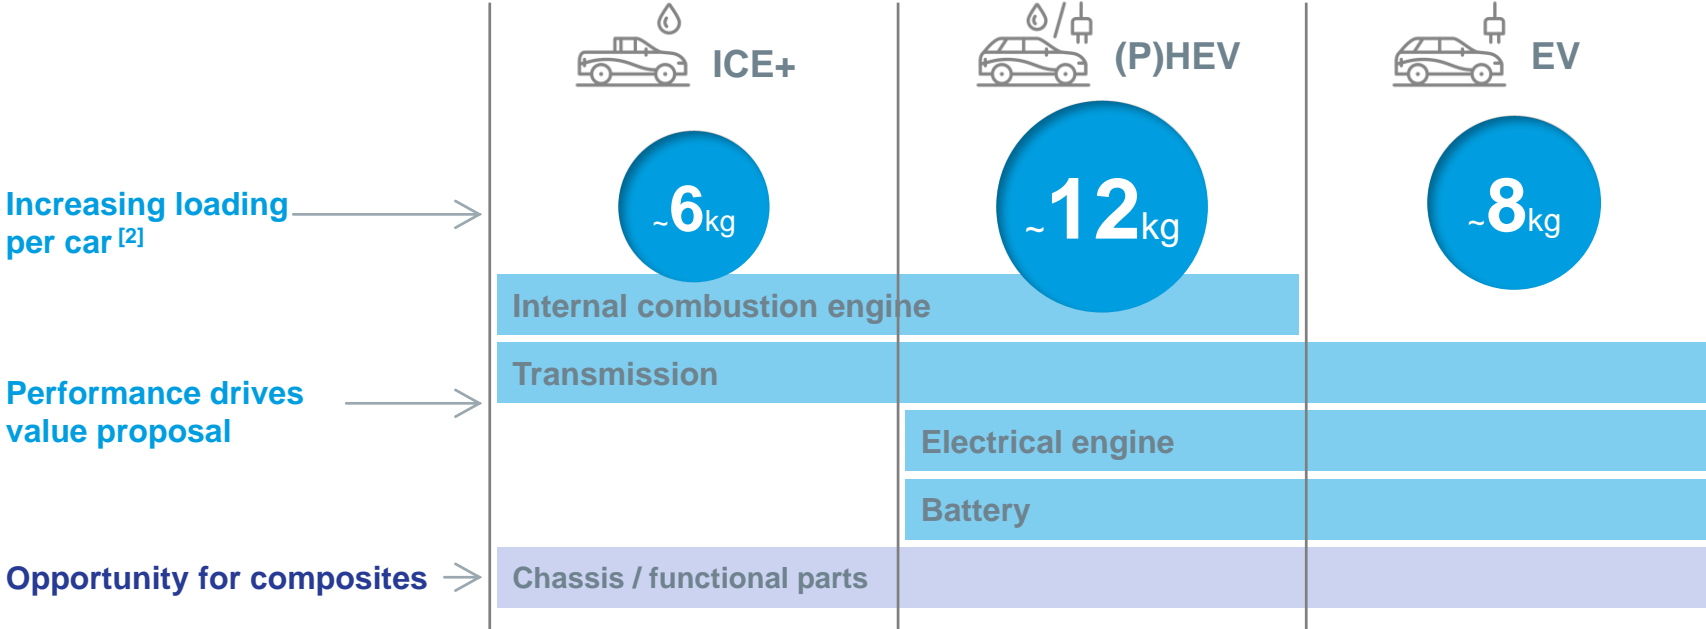 ICE+
(P)HEV
EV
Increasing loading
per car [2]
~6kg
~12kg
~8kg
Internal combustion engine
Transmission
Performance drives
value proposal
Electrical engine
Battery
Opportunity for composites
Chassis / functional parts